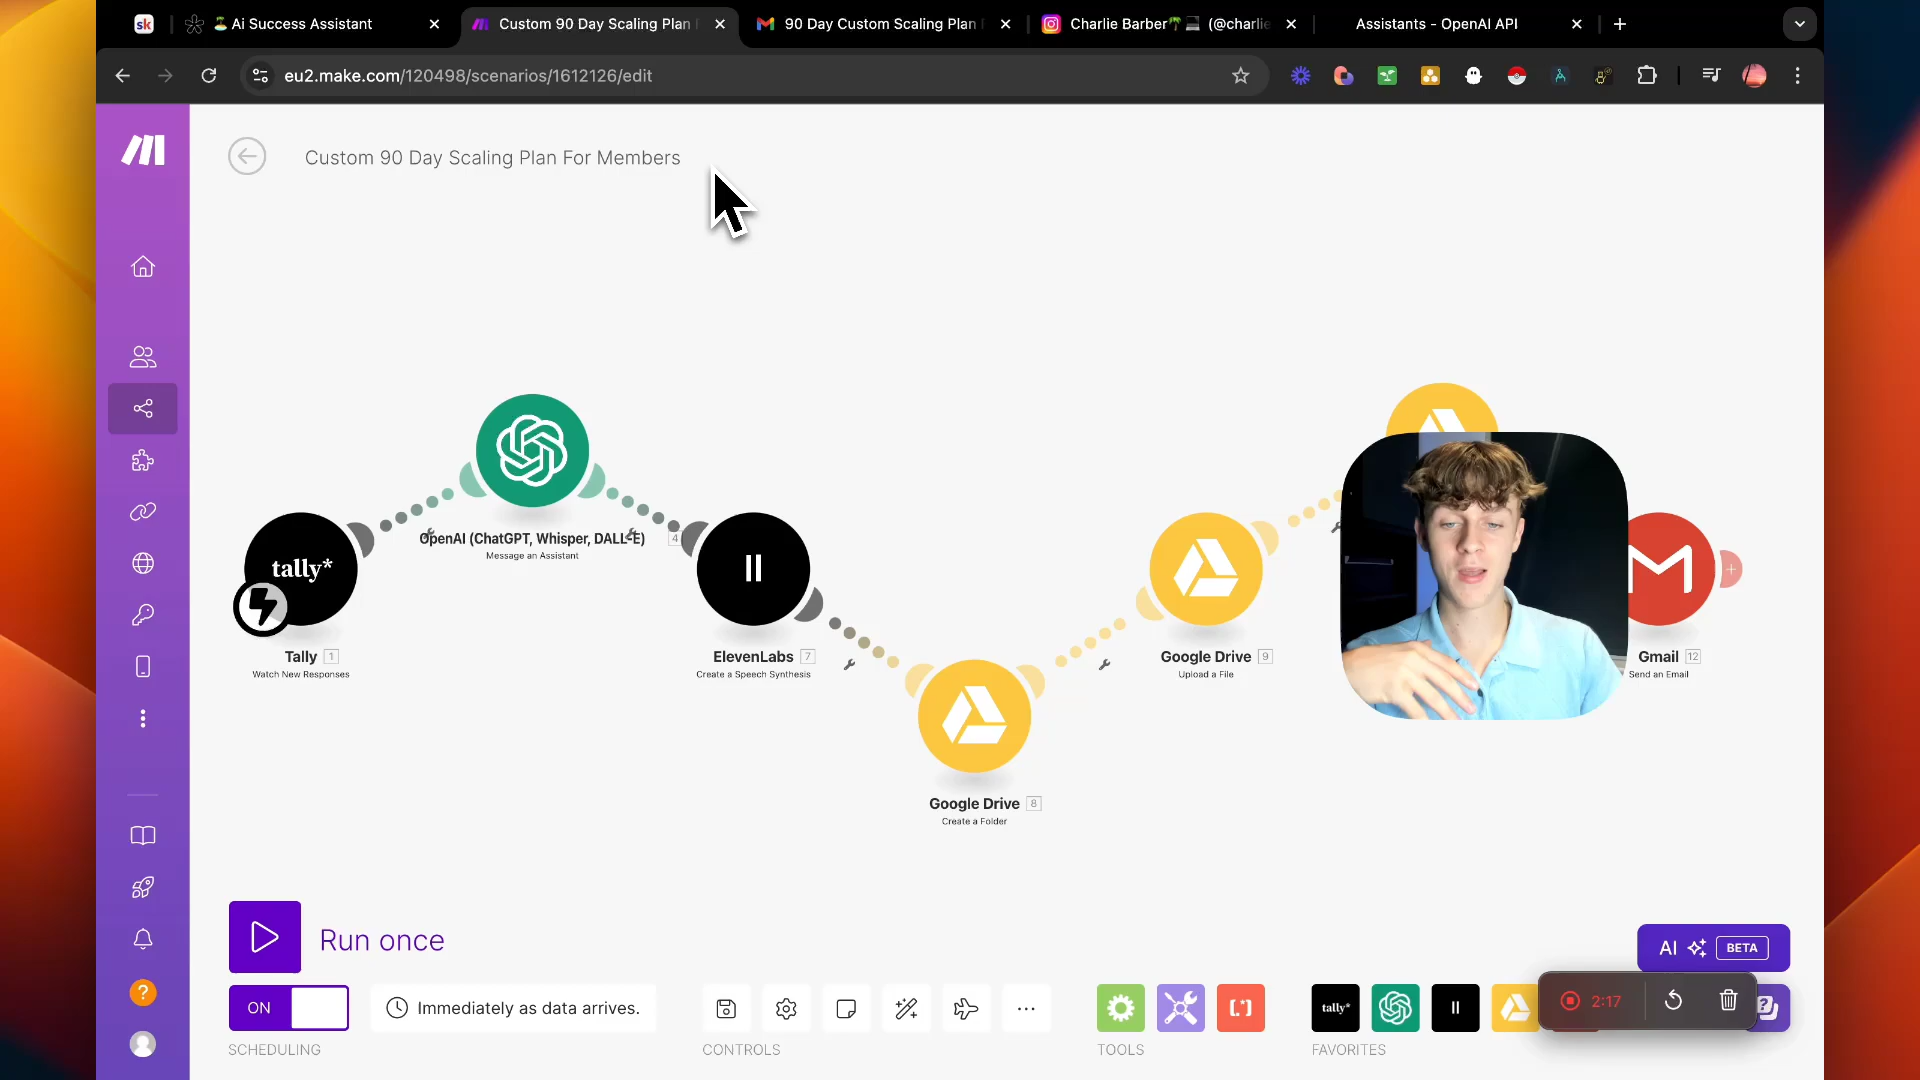 sk
Ai Success Assistant
Custom 90 Day Scaling Plan
90 Day Custom Scaling Plan
Charlie Barber (@charlie
Assistants - OpenAI API
eu2.make.com/120498/scenarios/1612126/edit
Custom 90 Day Scaling Plan For Members
tally*
Tally 1
Watch New Responses
OpenAI (ChatGPT, Whisper, DALL-E) 4
Message an Assistant
ElevenLabs 7
Create a Speech Synthesis
Google Drive 8
Create a Folder
Google Drive 9
Upload a File
Gmail 12
Send an Email
Run once
ON
Immediately as data arrives.
SCHEDULING
CONTROLS
TOOLS
tally*
FAVORITES
AI BETA
2:17